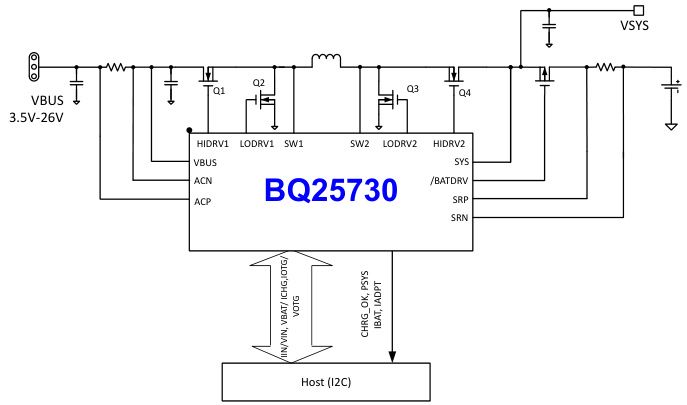 VSYS
VBUS
3.5V-26V
Q1
Q2
Q3
Q4
HIDRV1
LODRV1
SW1
SW2
LODRV2
HIDRV2
VBUS
ACN
ACP
BQ25730
SYS
/BATDRV
SRP
SRN
IIN/VIN, VBAT/ ICHG,IOTG/
VOTG
CHRG_OK, PSYS
IBAT, IADPT
Host (I2C)